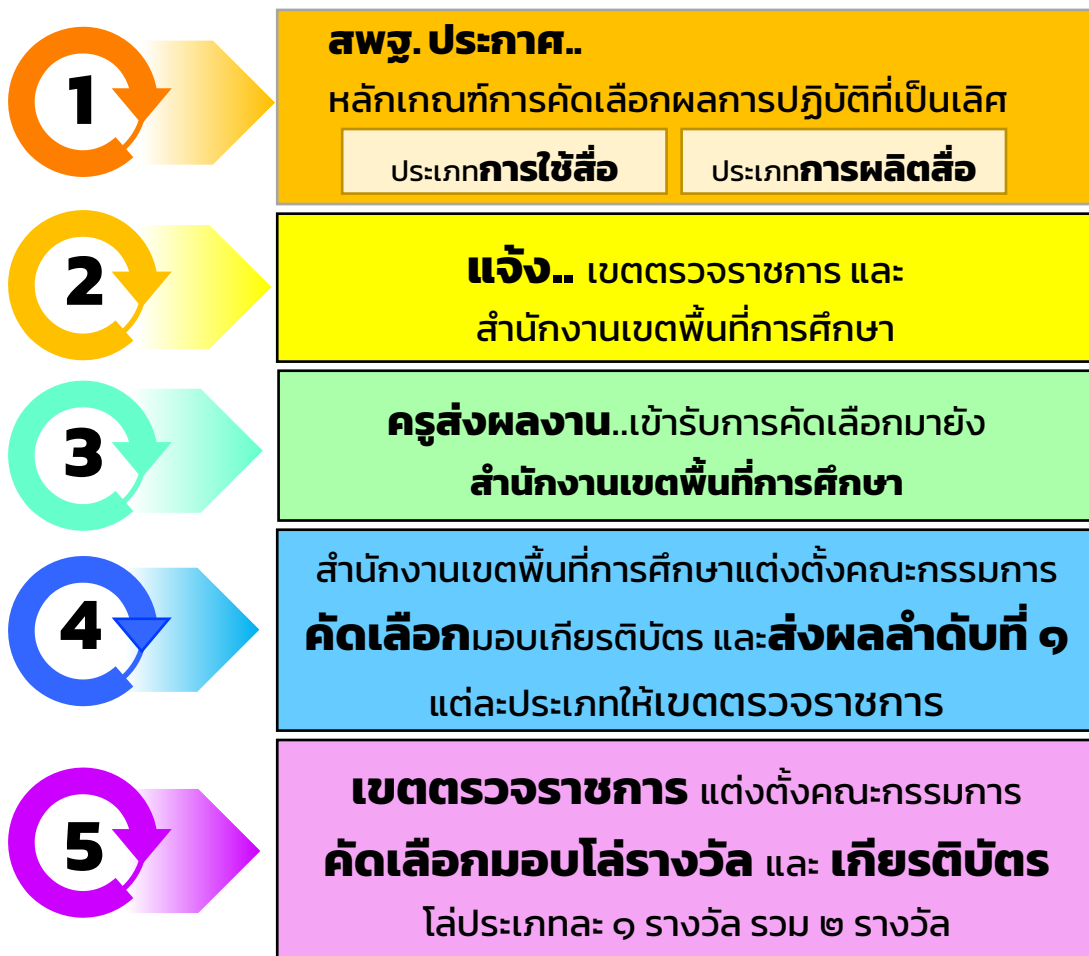 1
สพฐ. ประกาศ..
หลักเกณฑ์การคัดเลือกผลการปฏิบัติที่เป็นเลิศ
ประเภทการใช้สื่อ
ประเภทการผลิตสื่อ
2
แจ้ง.. เขตตรวจราชการ และ
สำนักงานเขตพื้นที่การศึกษา
3
ครูส่งผลงาน..เข้ารับการคัดเลือกมายัง
สำนักงานเขตพื้นที่การศึกษา
4
สำนักงานเขตพื้นที่การศึกษาแต่งตั้งคณะกรรมการ
คัดเลือกมอบเกียรติบัตร และส่งผลลำดับที่ ๑
แต่ละประเภทให้เขตตรวจราชการ
5
เขตตรวจราชการ แต่งตั้งคณะกรรมการ
คัดเลือกมอบโล่รางวัล และ เกียรติบัตร
โล่ประเภทละ ๑ รางวัล รวม ๒ รางวัล